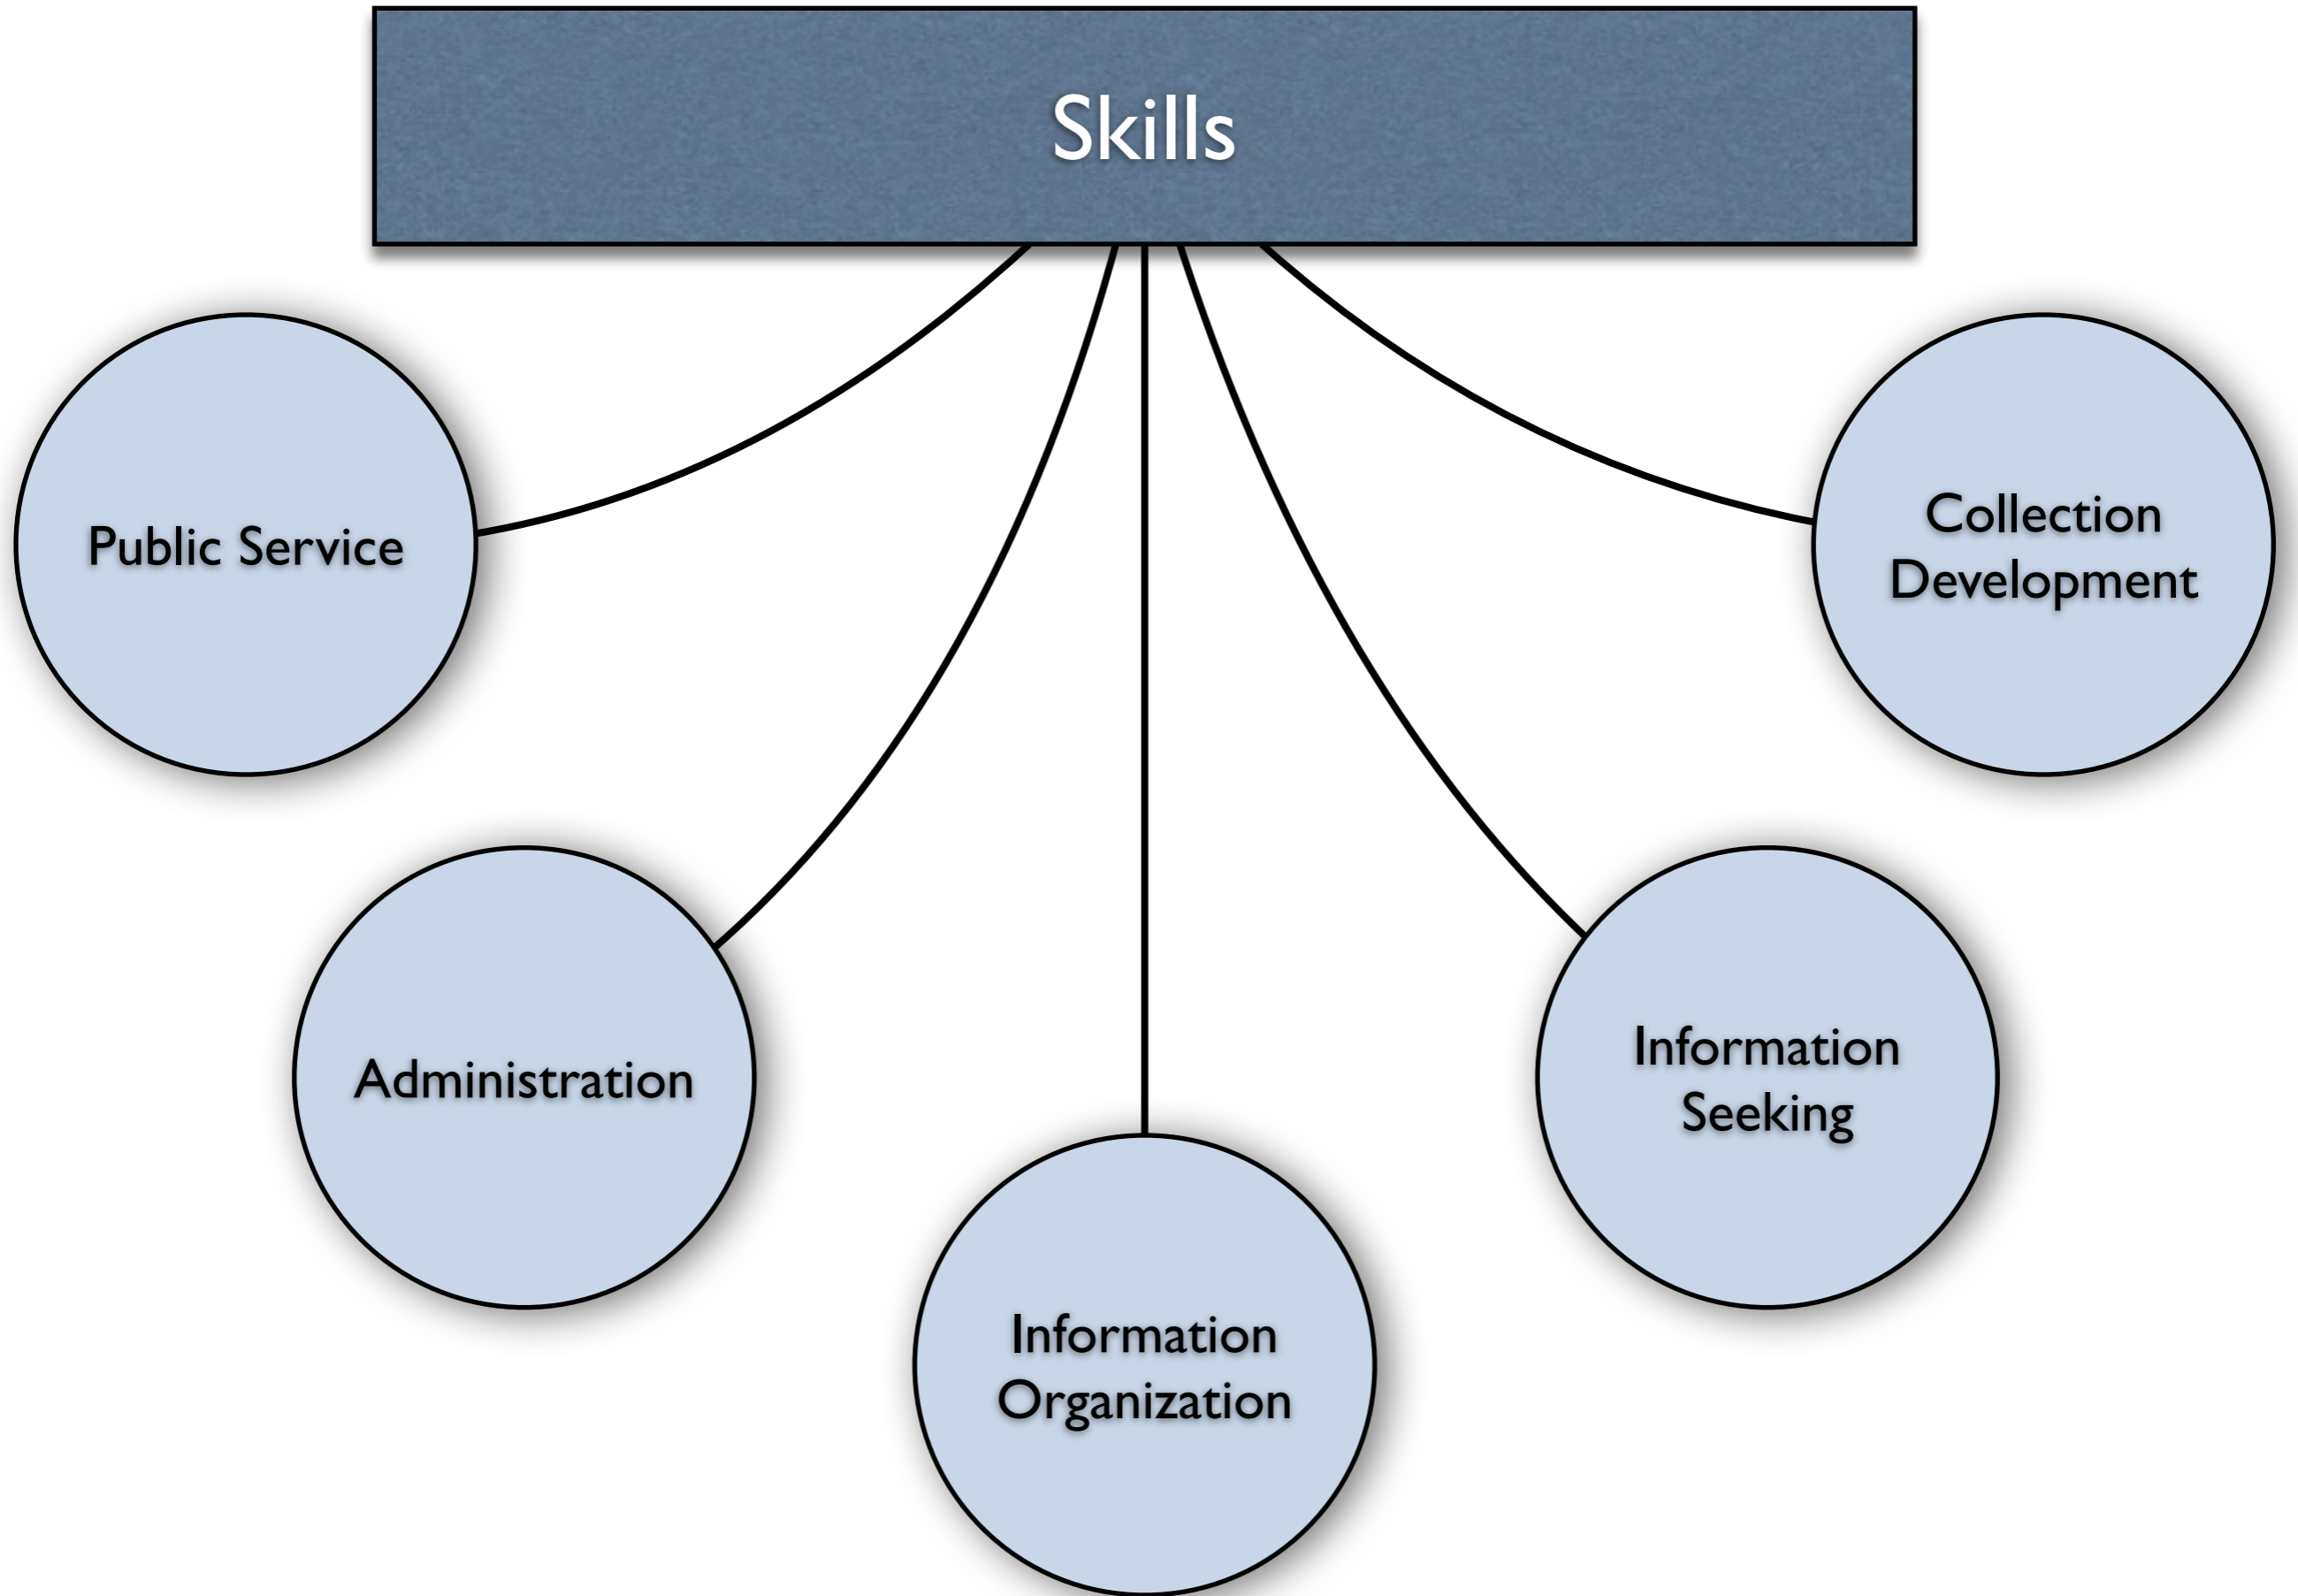 Skills
Public Service
Collection
Development
Administration
Information
Seeking
Information
Organization